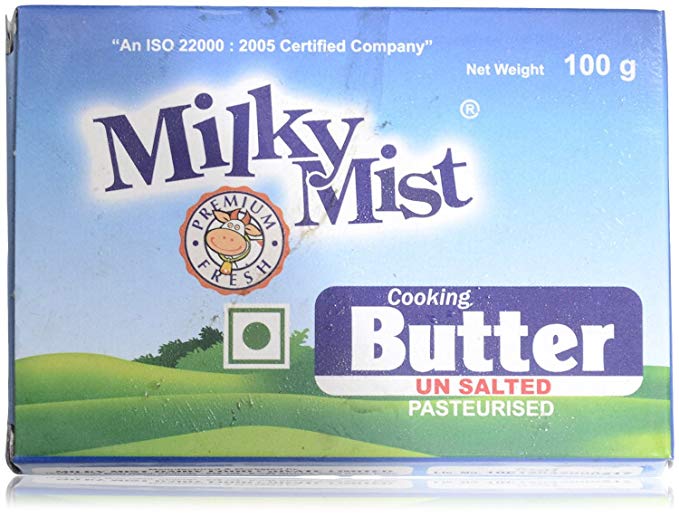 "An ISO 22000 : 2005 Certified Company"
Net Weight 100 g
Milky
Mist
®
PREMIUM
FRESH
Cooking
Butter
UN SALTED
PASTEURISED